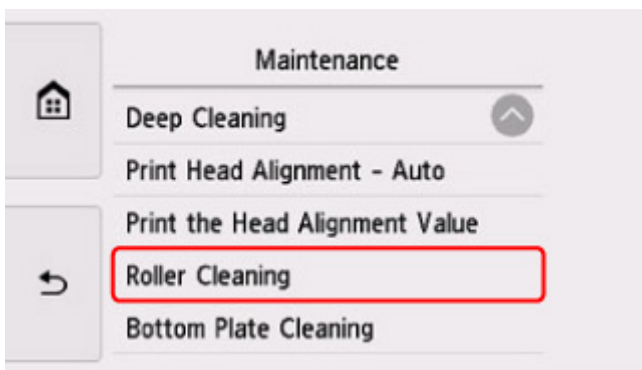 Maintenance
Deep Cleaning
Print Head Alignment - Auto
Print the Head Alignment Value
Roller Cleaning
Bottom Plate Cleaning